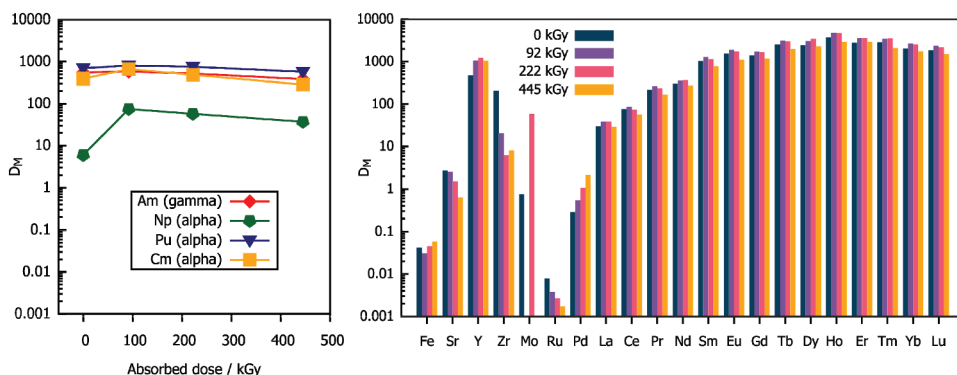 10000
1000
100
10
1
0.1
0.01
0.001
D_M
Am (gamma)
Np (alpha)
Pu (alpha)
Cm (alpha)
0 100 200 300 400 500
Absorbed dose / kGy
10000
1000
100
10
1
0.1
0.01
0.001
D_M
0 kGy
92 kGy
222 kGy
445 kGy
Fe Sr Y Zr Mo Ru Pd La Ce Pr Nd Sm Eu Gd Tb Dy Ho Er Tm Yb Lu